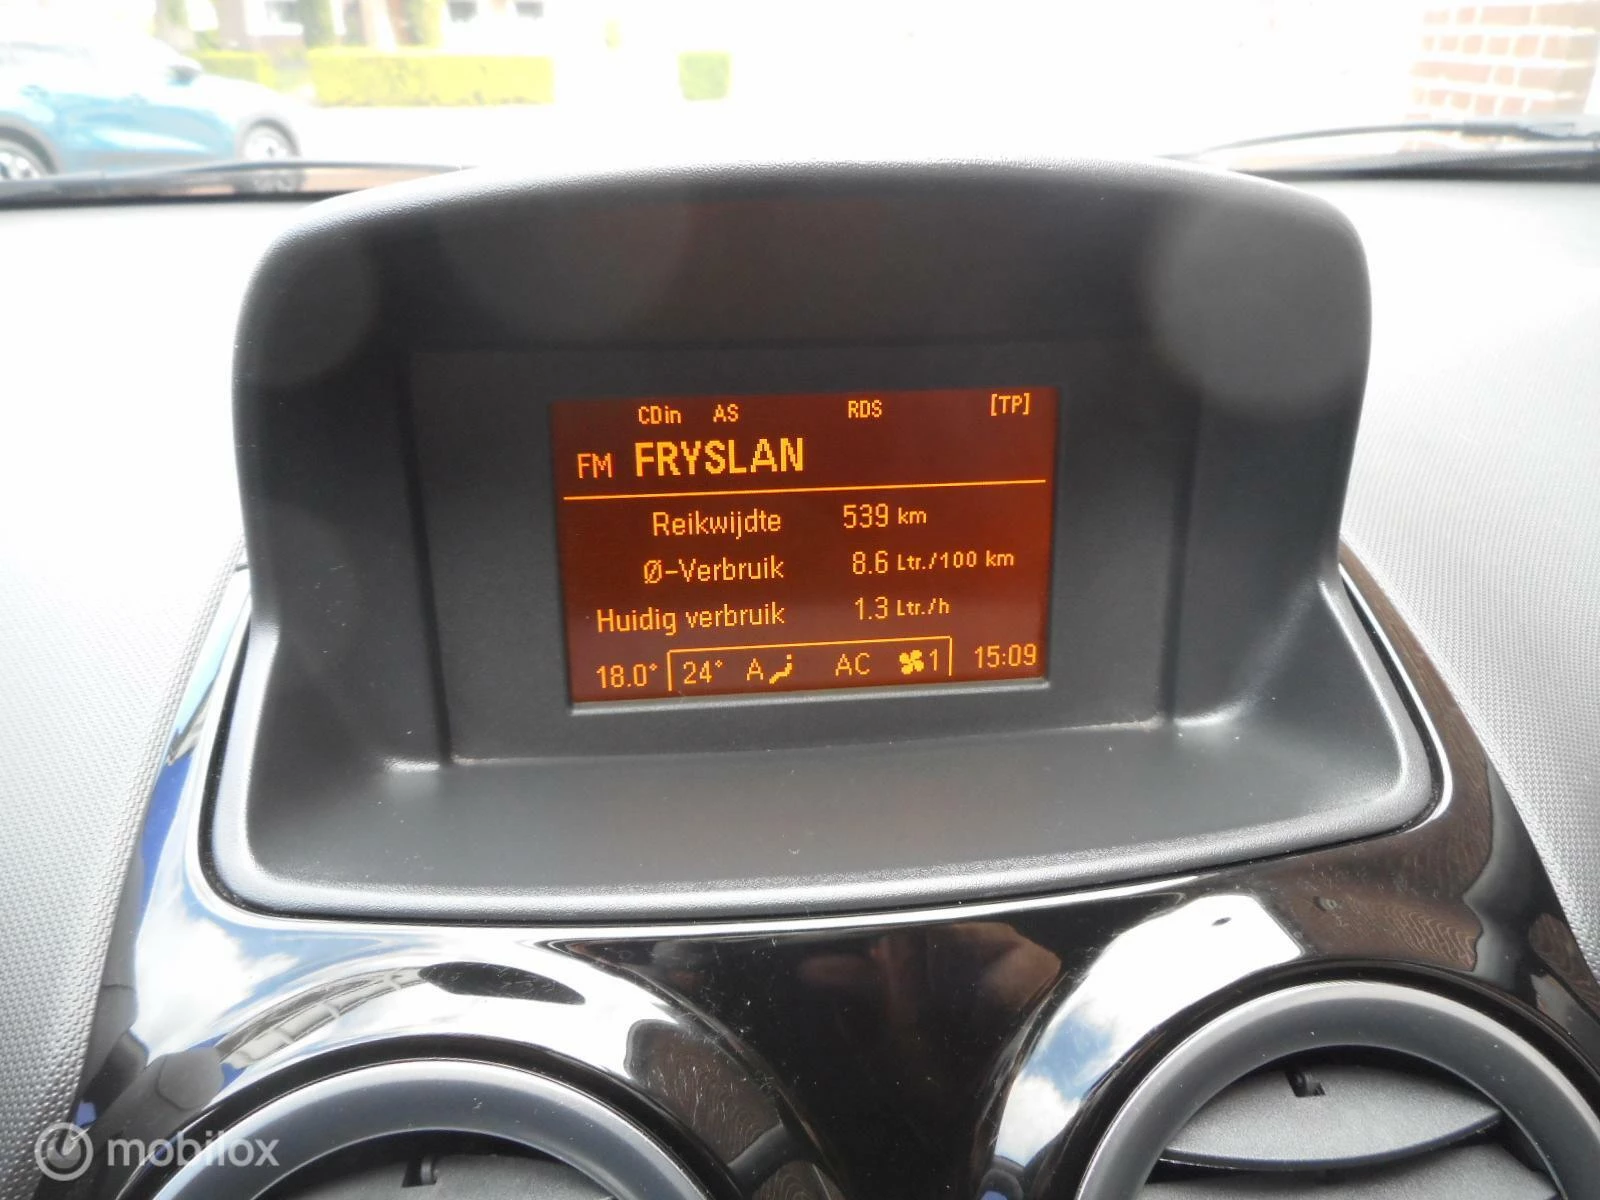 CDin AS RDS [TP]
FM FRYSLAN
Reikwijdte 539 km
Ø-Verbruik 8.6 Ltr./100 km
Huidig verbruik 1.3 Ltr./h
18.0° 24° A AC 1 15:09
mobilox